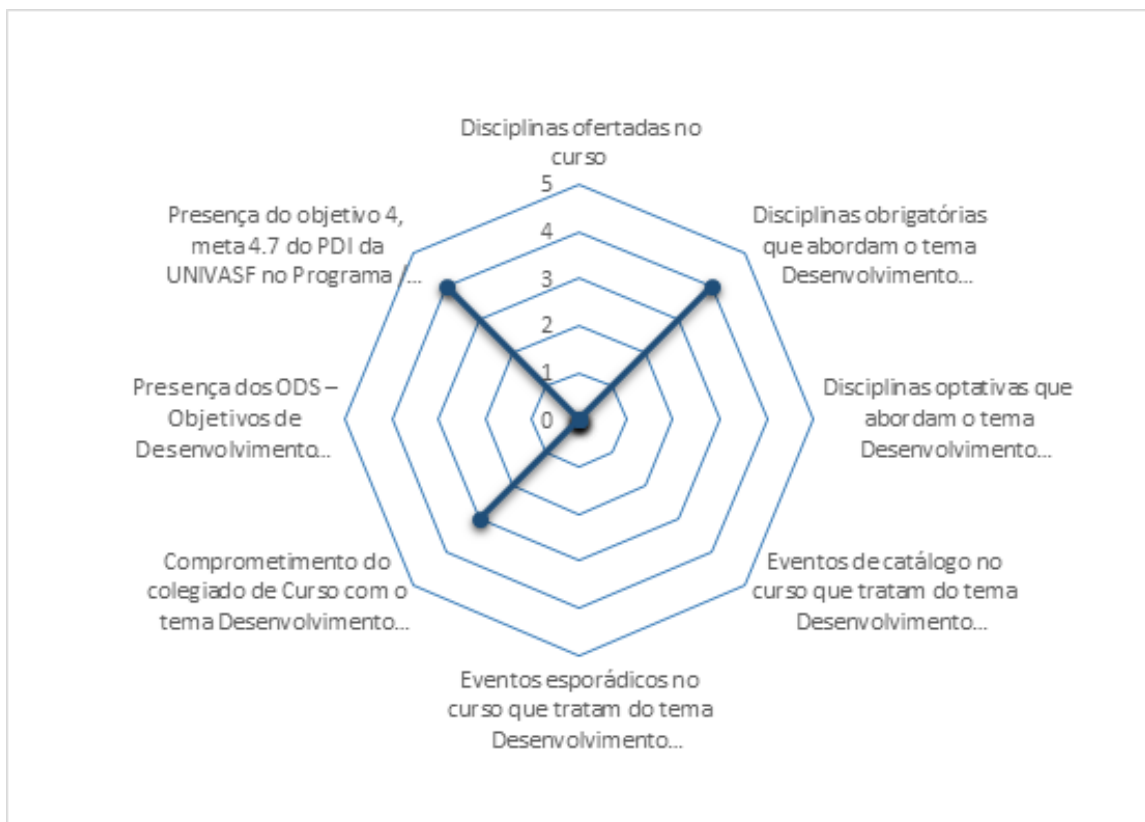 Disciplinas ofertadas no
curso
5
4
3
2
1
0
Disciplinas obrigatórias
que abordam o tema
Desenvolvimento...
Disciplinas optativas que
abordam o tema
Desenvolvimento...
Eventos de catálogo no
curso que tratam do tema
Desenvolvimento...
Eventos esporádicos no
curso que tratam do tema
Desenvolvimento...
Comprometimento do
colegiado de Curso com o
tema Desenvolvimento...
Presença dos ODS –
Objetivos de
Desenvolvimento...
Presença do objetivo 4,
meta 4.7 do PDI da
UNIVASF no Programa /...